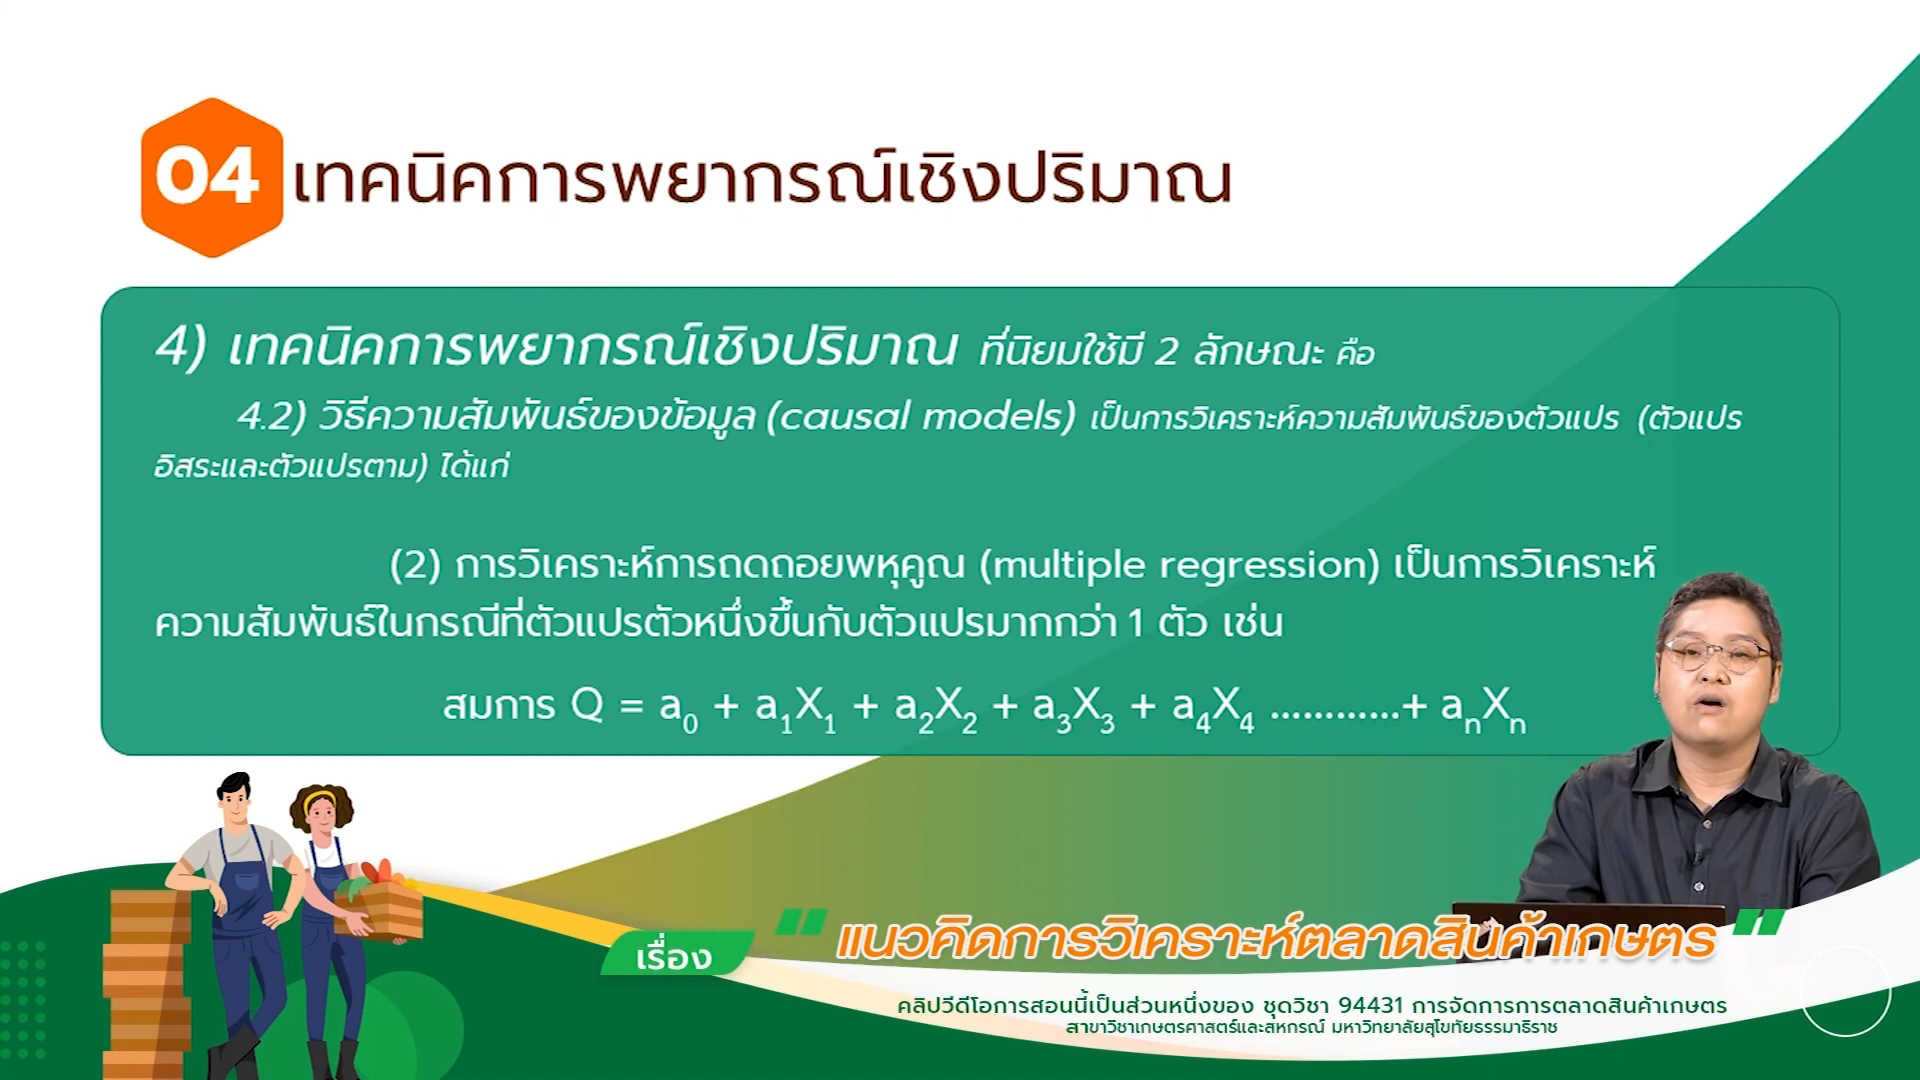 04 เทคนิคการพยากรณ์เชิงปริมาณ
4) เทคนิคการพยากรณ์เชิงปริมาณ ที่นิยมใช้มี 2 ลักษณะ คือ
4.2) วิธีความสัมพันธ์ของข้อมูล (causal models) เป็นการวิเคราะห์ความสัมพันธ์ของตัวแปร (ตัวแปร
อิสระและตัวแปรตาม) ได้แก่
(2) การวิเคราะห์การถดถอยพหุคูณ (multiple regression) เป็นการวิเคราะห์
ความสัมพันธ์ในกรณีที่ตัวแปรตัวหนึ่งขึ้นกับตัวแปรมากกว่า 1 ตัว เช่น
สมการ Q = a₀ + a₁X₁ + a₂X₂ + a₃X₃ + a₄X₄ ............+ aₙXₙ
เรื่อง "แนวคิดการวิเคราะห์ตลาดสินค้าเกษตร"
คลิปวีดีโอการสอนนี้เป็นส่วนหนึ่งของ ชุดวิชา 94431 การจัดการการตลาดสินค้าเกษตร
สาขาวิชาเกษตรศาสตร์และสหกรณ์ มหาวิทยาลัยสุโขทัยธรรมาธิราช